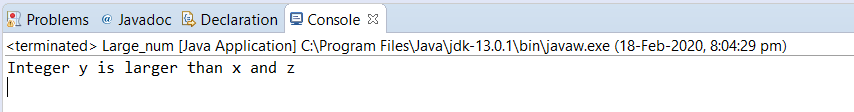 Problems @ Javadoc Declaration Console
<terminated> Large_num [Java Application] C:\Program Files\Java\jdk-13.0.1\bin\javaw.exe (18-Feb-2020, 8:04:29 pm)
Integer y is larger than x and z